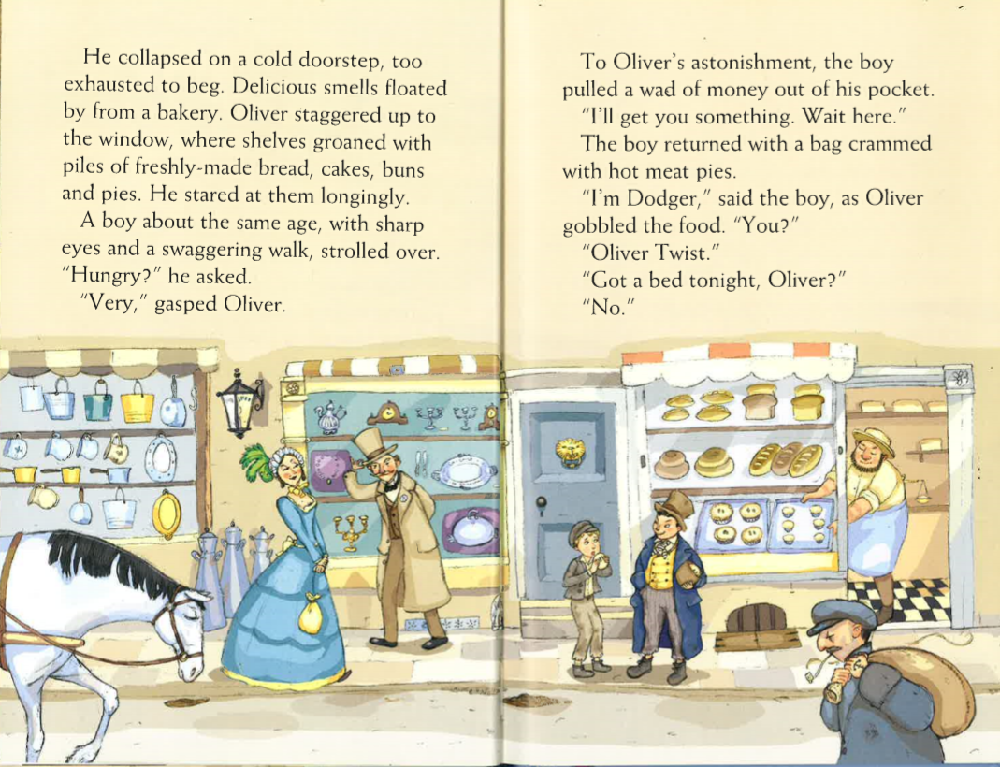 He collapsed on a cold doorstep, too
exhausted to beg. Delicious smells floated
by from a bakery. Oliver staggered up to
the window, where shelves groaned with
piles of freshly-made bread, cakes, buns
and pies. He stared at them longingly.
A boy about the same age, with sharp
eyes and a swaggering walk, strolled over.
"Hungry?" he asked.
"Very," gasped Oliver.
To Oliver's astonishment, the boy
pulled a wad of money out of his pocket.
"I'll get you something. Wait here."
The boy returned with a bag crammed
with hot meat pies.
"I'm Dodger," said the boy, as Oliver
gobbled the food. "You?"
"Oliver Twist."
"Got a bed tonight, Oliver?"
"No."